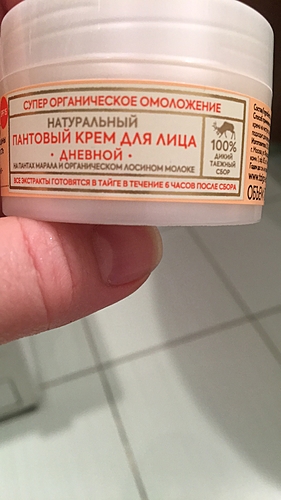 СУПЕР ОРГАНИЧЕСКОЕ ОМОЛОЖЕНИЕ
НАТУРАЛЬНЫЙ
ПАНТОВЫЙ КРЕМ ДЛЯ ЛИЦА
• ДНЕВНОЙ •
НА ПАНТАХ МАРАЛА И ОРГАНИЧЕСКОМ ЛОСИНОМ МОЛОКЕ
100%
ДИКИЙ
ТАЕЖНЫЙ
СБОР
ВСЕ ЭКСТРАКТЫ ГОТОВЯТСЯ В ТАЙГЕ В ТЕЧЕНИЕ 6 ЧАСОВ ПОСЛЕ СБОРА